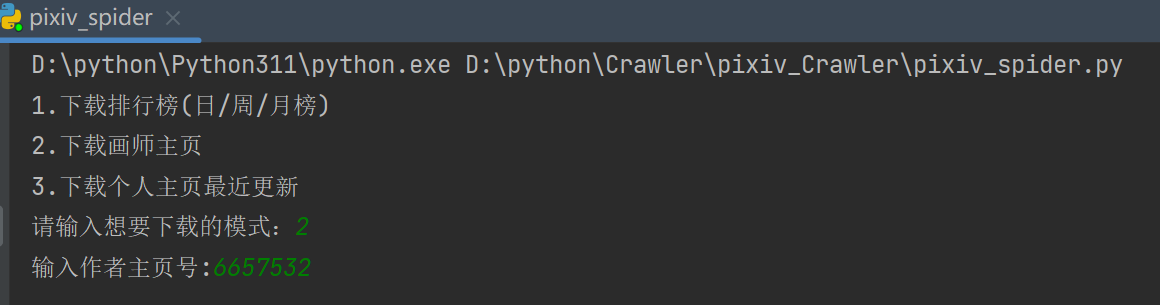 pixiv_spider
D:\python\Python311\python.exe D:\python\Crawler\pixiv_Crawler\pixiv_spider.py
1.下载排行榜(日/周/月榜)
2.下载画师主页
3.下载个人主页最近更新
请输入想要下载的模式：2
输入作者主页号:6657532